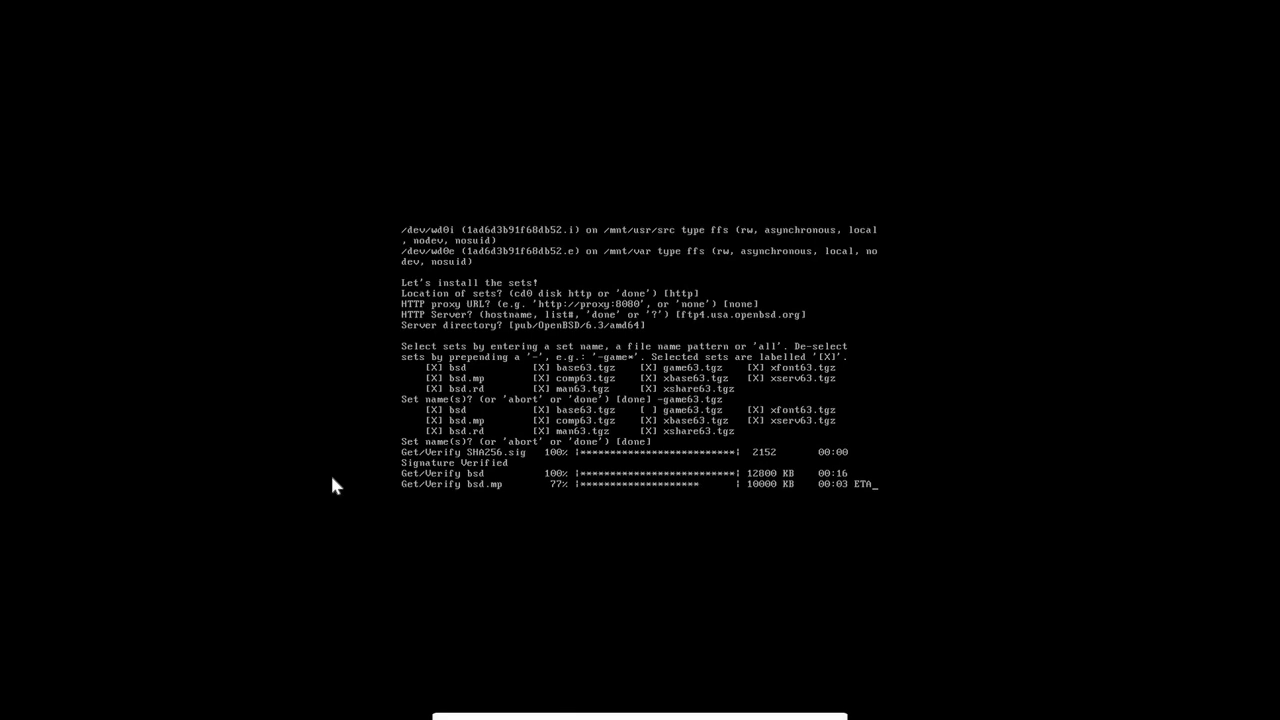 /dev/wd0i (1ad6d3b91f68db52.i) on /mnt/usr/src type ffs (rw, asynchronous, local
, nodev, nosuid)
/dev/wd0e (1ad6d3b91f68db52.e) on /mnt/var type ffs (rw, asynchronous, local, no
dev, nosuid)
Let's install the sets!
Location of sets? (cd0 disk http or 'done') [http]
HTTP proxy URL? (e.g. 'http://proxy:8080', or 'none') [none]
HTTP Server? (hostname, list#, 'done' or '?') [ftp4.usa.openbsd.org]
Server directory? [pub/OpenBSD/6.3/amd64]
Select sets by entering a set name, a file name pattern or 'all'. De-select
sets by prepending a '-', e.g.: '-game*'. Selected sets are labelled '[X]'.
[X] bsd [X] base63.tgz [X] game63.tgz [X] xfont63.tgz
[X] bsd.mp [X] comp63.tgz [X] xbase63.tgz [X] xserv63.tgz
[X] bsd.rd [X] man63.tgz [X] xshare63.tgz
Set name(s)? (or 'abort' or 'done') [done] -game63.tgz
[X] bsd [X] base63.tgz [ ] game63.tgz [X] xfont63.tgz
[X] bsd.mp [X] comp63.tgz [X] xbase63.tgz [X] xserv63.tgz
[X] bsd.rd [X] man63.tgz [X] xshare63.tgz
Set name(s)? (or 'abort' or 'done') [done]
Get/Verify SHA256.sig 100% |**************************| 2152 00:00
Signature Verified
Get/Verify bsd 100% |**************************| 12800 KB 00:16
Get/Verify bsd.mp 77% |******************** | 10000 KB 00:03 ETA_